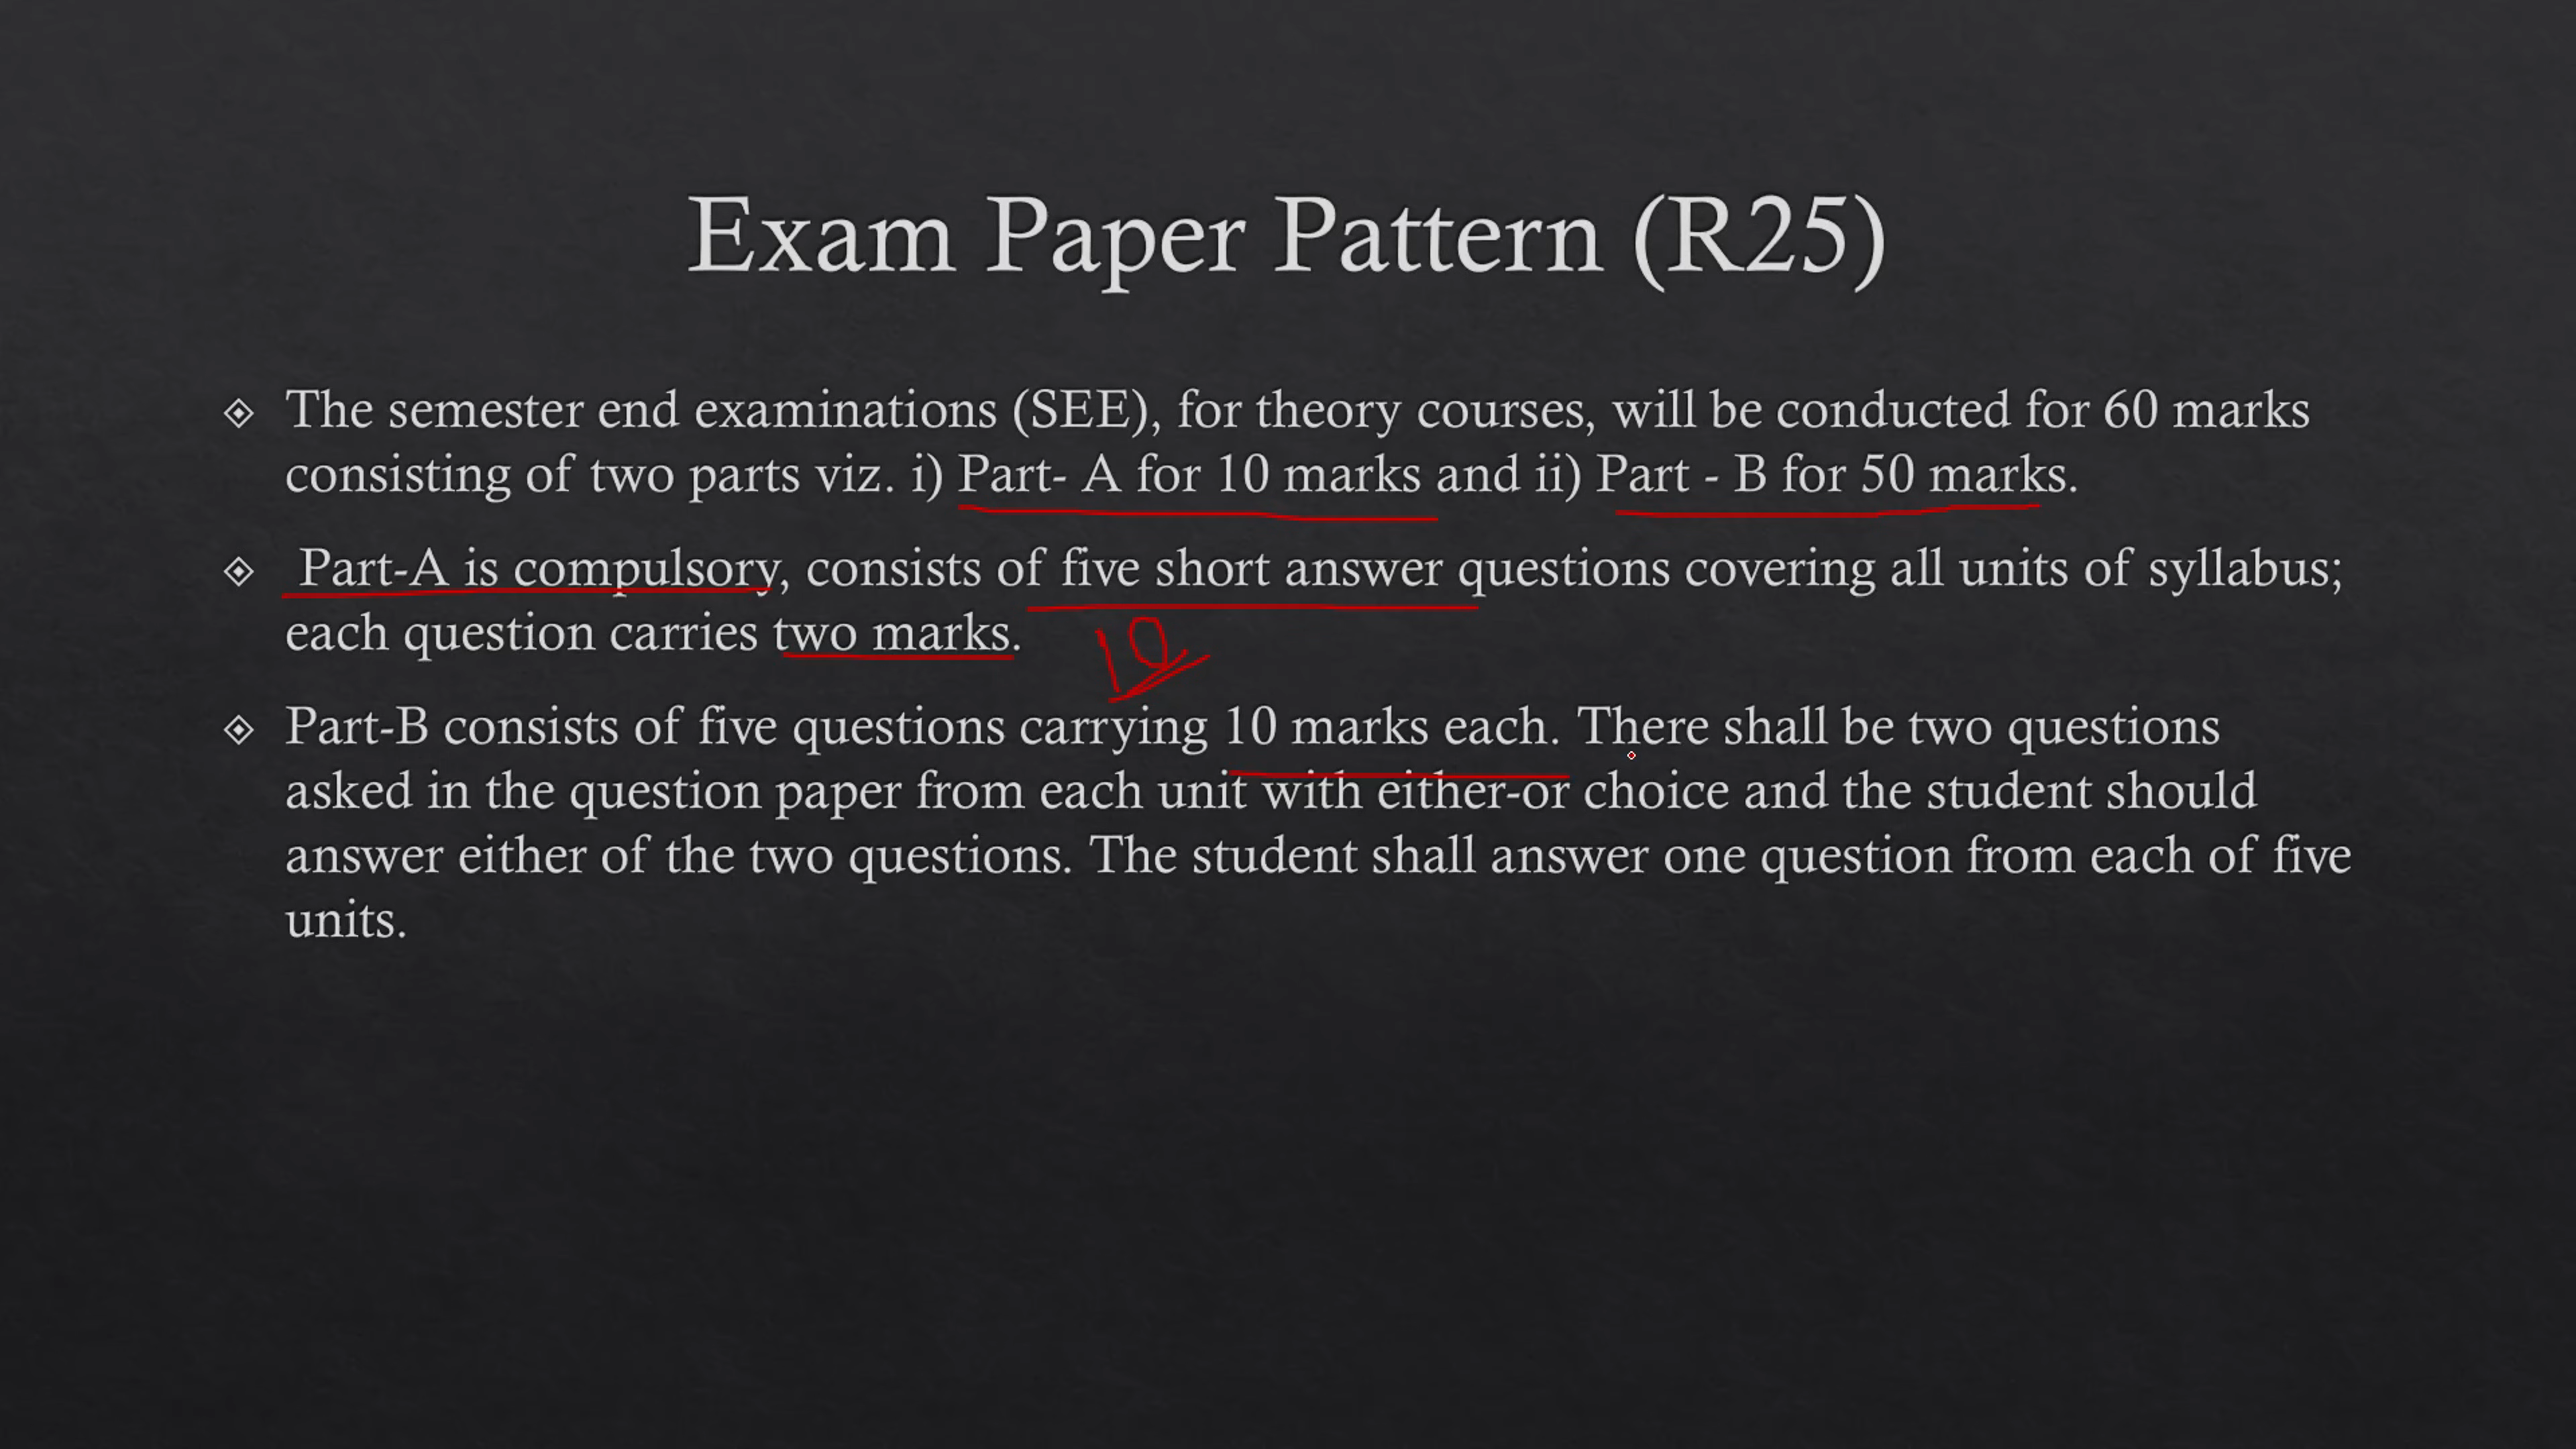 Exam Paper Pattern (R25)
The semester end examinations (SEE), for theory courses, will be conducted for 60 marks
consisting of two parts viz. i) Part- A for 10 marks and ii) Part - B for 50 marks.
Part-A is compulsory, consists of five short answer questions covering all units of syllabus;
each question carries two marks.
10
Part-B consists of five questions carrying 10 marks each. There shall be two questions
asked in the question paper from each unit with either-or choice and the student should
answer either of the two questions. The student shall answer one question from each of five
units.